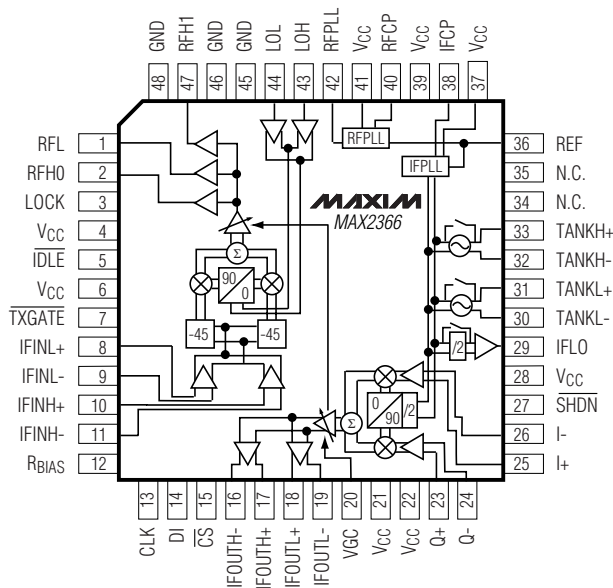 GND
RFH1
GND
GND
LOL
LOH
RFPLL
VCC
RFCP
VCC
IFCP
VCC
48 47 46 45 44 43 42 41 40 39 38 37
RFL 1
RFH0 2
LOCK 3
VCC 4
IDLE 5
VCC 6
TXGATE 7
IFINL+ 8
IFINL- 9
IFINH+ 10
IFINH- 11
RBIAS 12
RFPLL
IFPLL
MAXIM
MAX2366
Σ
90
0
-45
-45
/2
0
90
/2
Σ
36 REF
35 N.C.
34 N.C.
33 TANKH+
32 TANKH-
31 TANKL+
30 TANKL-
29 IFLO
28 VCC
27 SHDN
26 I-
25 I+
13 14 15 16 17 18 19 20 21 22 23 24
CLK
DI
CS
IFOUTH-
IFOUTH+
IFOUTL+
IFOUTL-
VGC
VCC
VCC
Q+
Q-